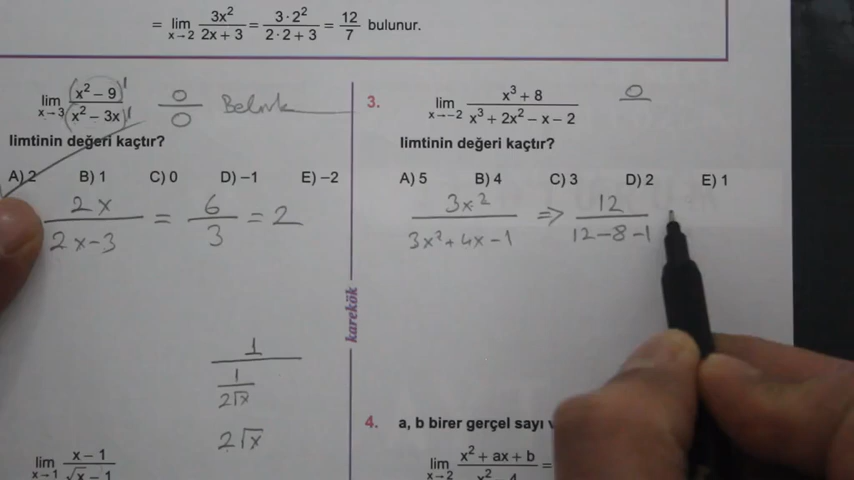 = lim x→2 3x²/(2x + 3) = (3 · 2²)/(2 · 2 + 3) = 12/7 bulunur.
lim x→3 (x² – 9)'/(x² – 3x)' 0/0 Belirsiz
limtinin değeri kaçtır?
A) 2 B) 1 C) 0 D) –1 E) –2
2x/(2x-3) = 6/3 = 2
1/(1/(2√x))
2√x
lim x→1 (x – 1)/(√x – 1)
karekök
3. lim x→–2 (x³ + 8)/(x³ + 2x² – x – 2) 0
limtinin değeri kaçtır?
A) 5 B) 4 C) 3 D) 2 E) 1
3x²/(3x²+4x-1) ⇒ 12/(12-8-1)
4. a, b birer gerçel sayı
lim x→2 (x² + ax + b)/(x² – 4) =